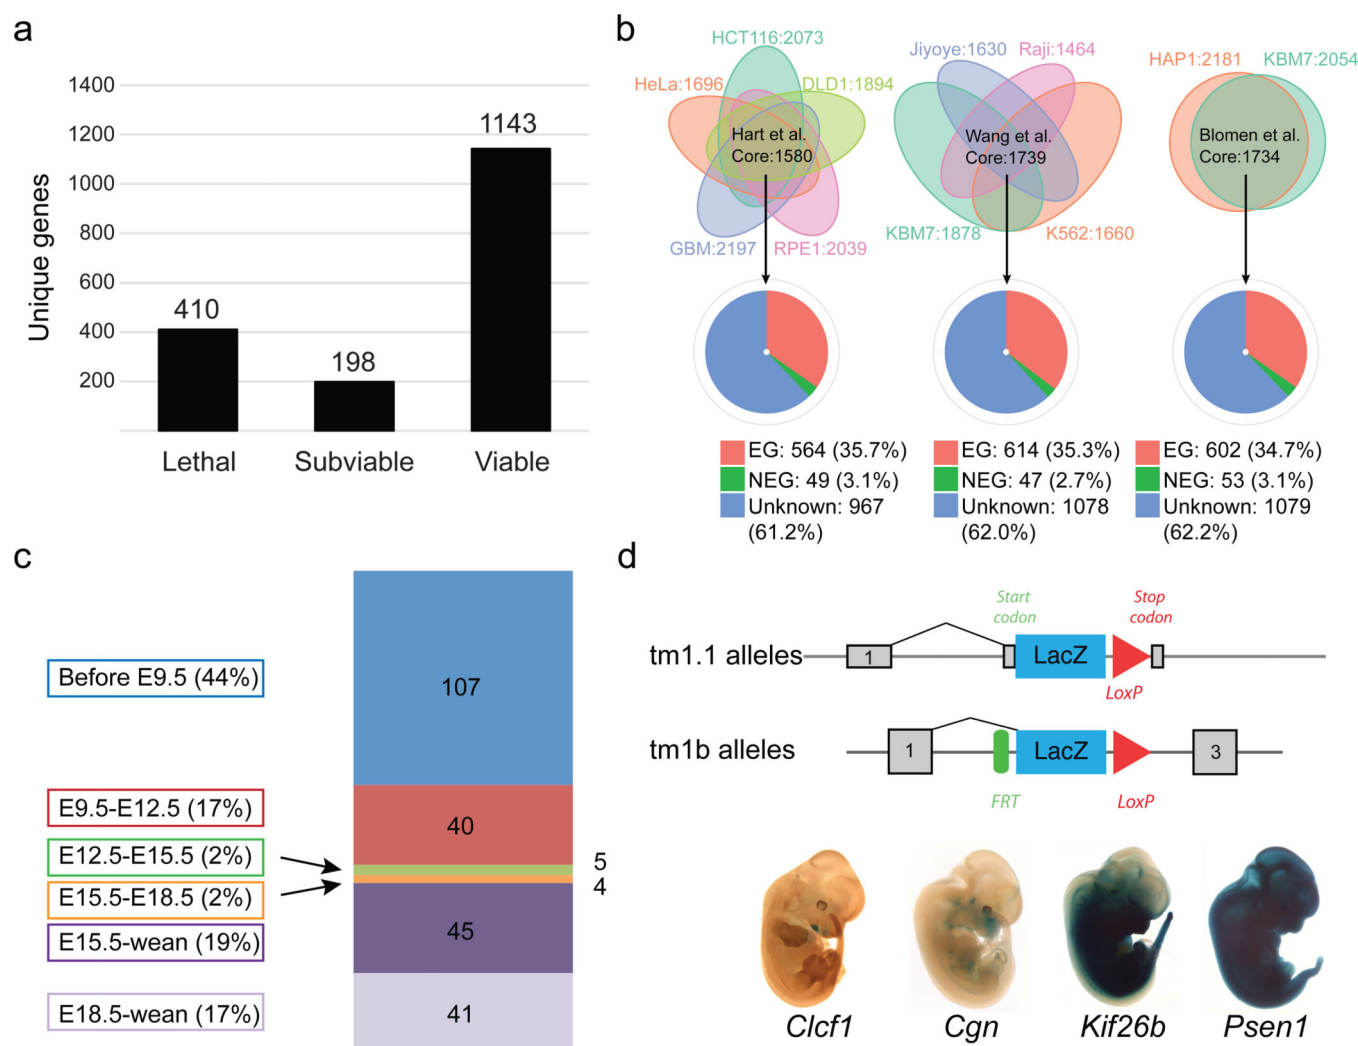 a
Unique genes
1400
1200
1000
800
600
400
200
410
198
1143
Lethal
Subviable
Viable
b
HCT116:2073
HeLa:1696
DLD1:1894
Hart et al.
Core:1580
GBM:2197
RPE1:2039
Jiyoye:1630
Raji:1464
Wang et al.
Core:1739
KBM7:1878
K562:1660
HAP1:2181
KBM7:2054
Blomen et al.
Core:1734
EG: 564 (35.7%)
NEG: 49 (3.1%)
Unknown: 967
(61.2%)
EG: 614 (35.3%)
NEG: 47 (2.7%)
Unknown: 1078
(62.0%)
EG: 602 (34.7%)
NEG: 53 (3.1%)
Unknown: 1079
(62.2%)
c
Before E9.5 (44%)
E9.5-E12.5 (17%)
E12.5-E15.5 (2%)
E15.5-E18.5 (2%)
E15.5-wean (19%)
E18.5-wean (17%)
107
40
5
4
45
41
d
Start
codon
Stop
codon
tm1.1 alleles
1
LacZ
LoxP
tm1b alleles
1
LacZ
3
FRT
LoxP
Clcf1
Cgn
Kif26b
Psen1